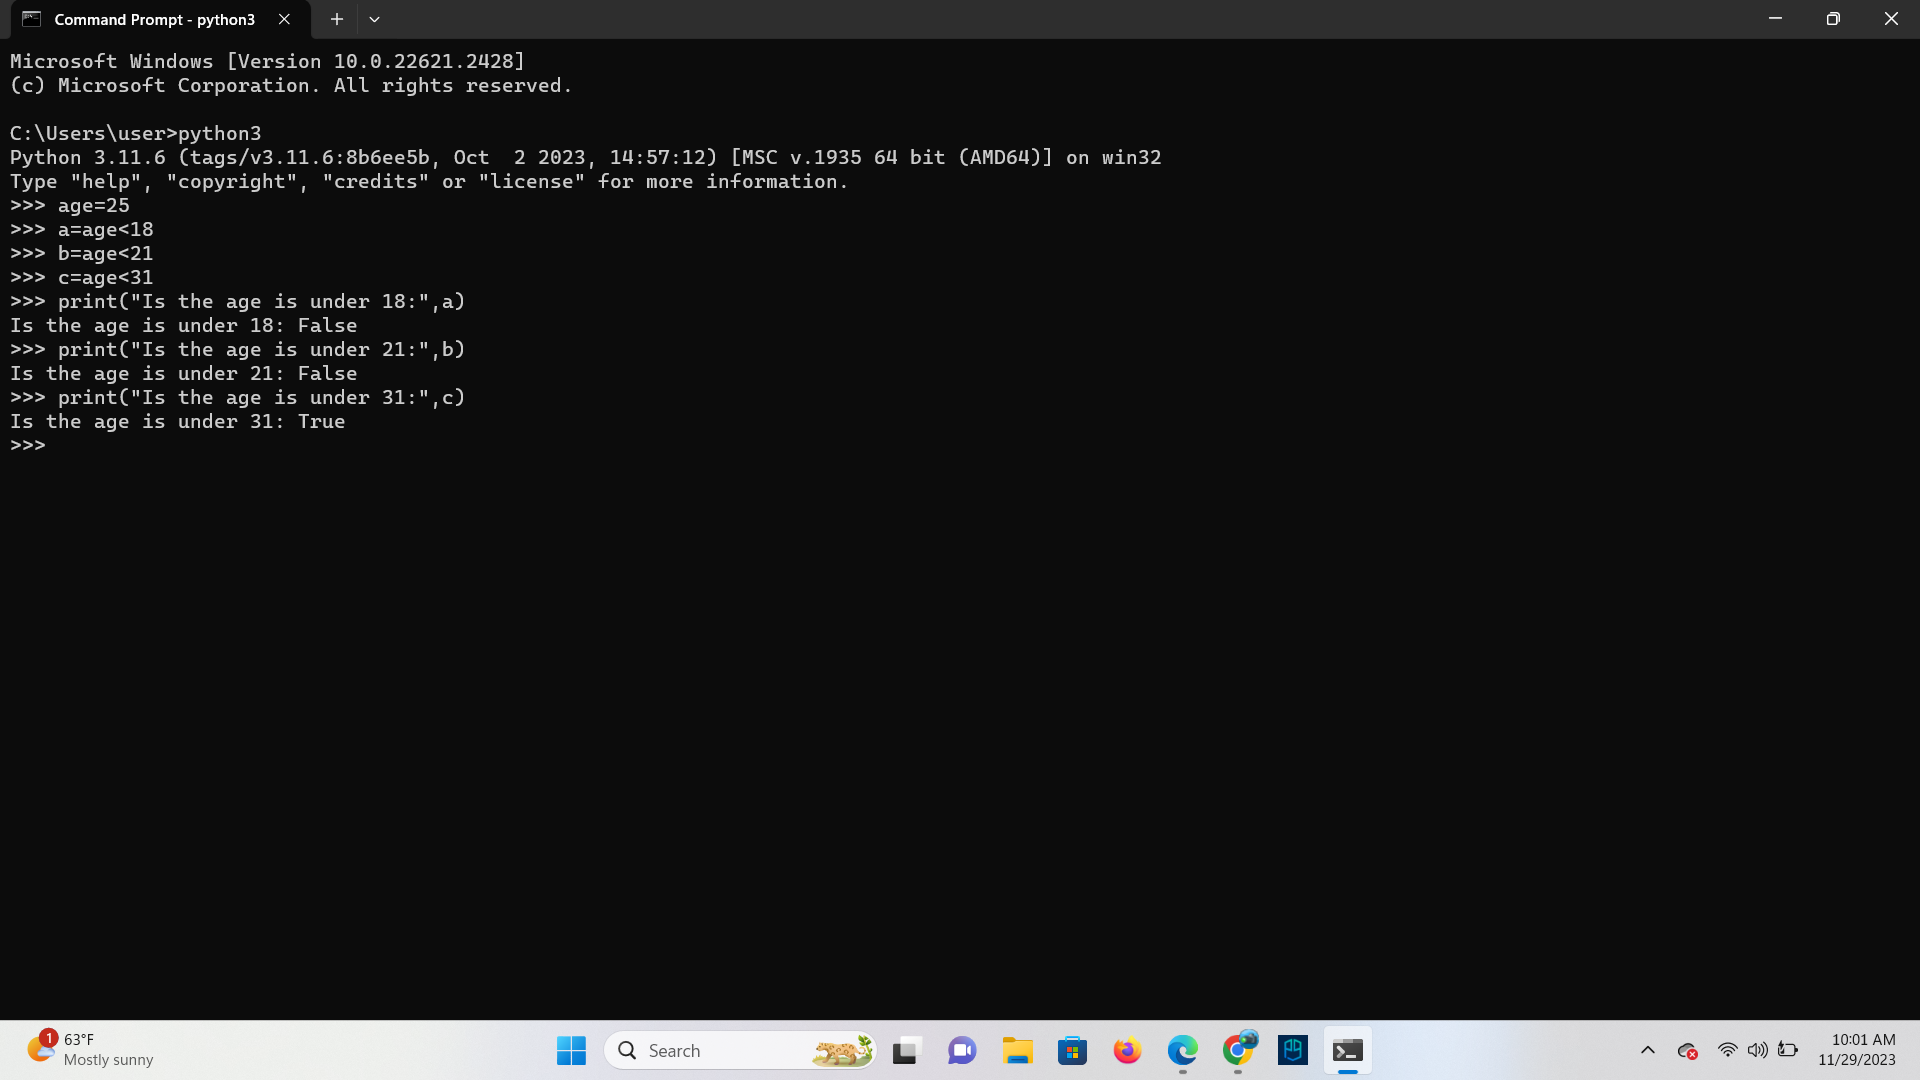 Command Prompt - python3
Microsoft Windows [Version 10.0.22621.2428]
(c) Microsoft Corporation. All rights reserved.
C:\Users\user>python3
Python 3.11.6 (tags/v3.11.6:8b6ee5b, Oct  2 2023, 14:57:12) [MSC v.1935 64 bit (AMD64)] on win32
Type "help", "copyright", "credits" or "license" for more information.
>>> age=25
>>> a=age<18
>>> b=age<21
>>> c=age<31
>>> print("Is the age is under 18:",a)
Is the age is under 18: False
>>> print("Is the age is under 21:",b)
Is the age is under 21: False
>>> print("Is the age is under 31:",c)
Is the age is under 31: True
>>>
1
63°F
Mostly sunny
Search
10:01 AM
11/29/2023